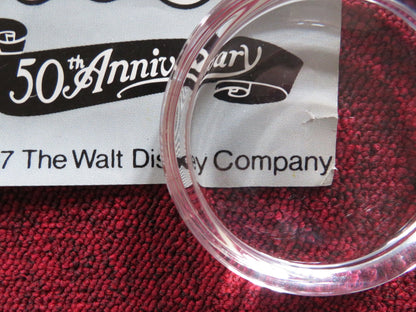 50th Anniversary
7 The Walt Disney Company